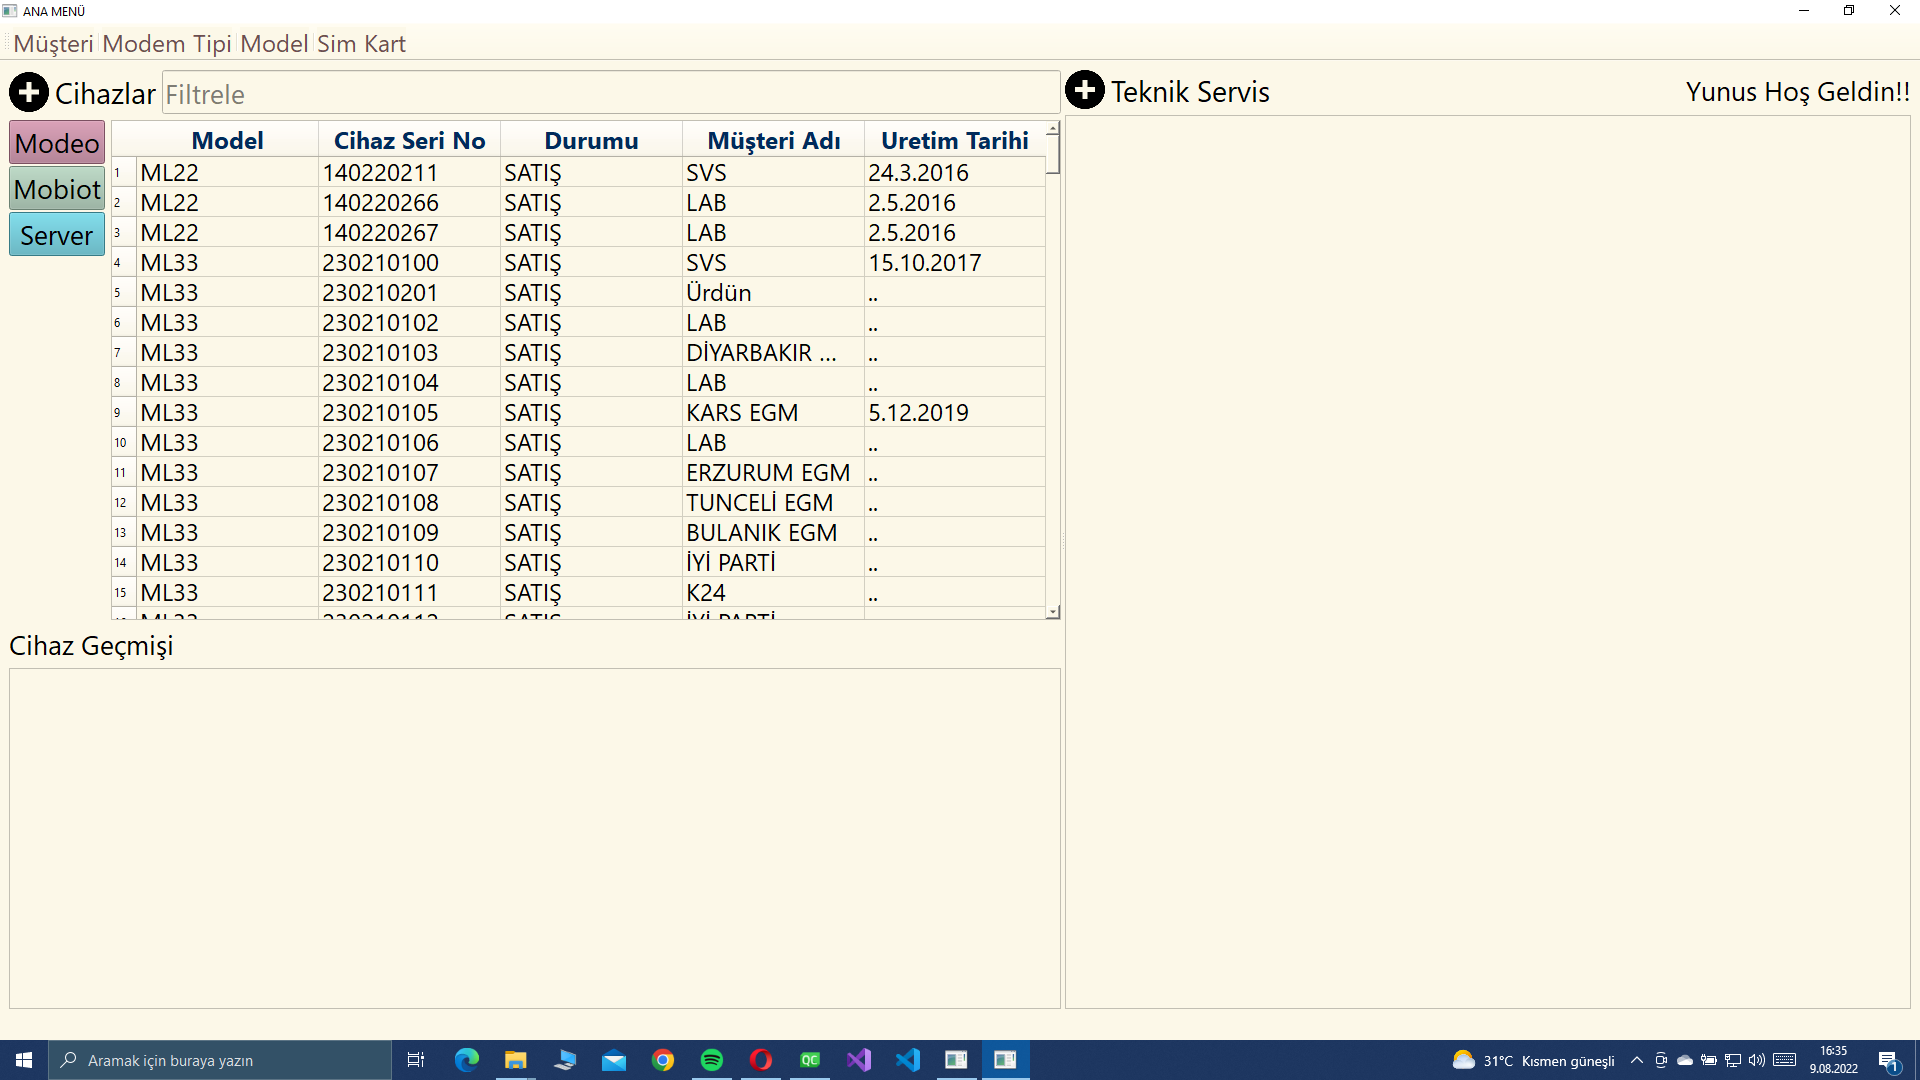 ANA MENÜ
Müşteri Modem Tipi Model Sim Kart
Cihazlar Filtrele
Teknik Servis
Yunus Hoş Geldin!!
Modeo
Mobiot
Server
Model Cihaz Seri No Durumu Müşteri Adı Uretim Tarihi
1 ML22 140220211 SATIŞ SVS 24.3.2016
2 ML22 140220266 SATIŞ LAB 2.5.2016
3 ML22 140220267 SATIŞ LAB 2.5.2016
4 ML33 230210100 SATIŞ SVS 15.10.2017
5 ML33 230210201 SATIŞ Ürdün ..
6 ML33 230210102 SATIŞ LAB ..
7 ML33 230210103 SATIŞ DİYARBAKIR ... ..
8 ML33 230210104 SATIŞ LAB ..
9 ML33 230210105 SATIŞ KARS EGM 5.12.2019
10 ML33 230210106 SATIŞ LAB ..
11 ML33 230210107 SATIŞ ERZURUM EGM ..
12 ML33 230210108 SATIŞ TUNCELİ EGM ..
13 ML33 230210109 SATIŞ BULANIK EGM ..
14 ML33 230210110 SATIŞ İYİ PARTİ ..
15 ML33 230210111 SATIŞ K24 ..
ML33 230210112 SATIŞ İYİ PARTİ
Cihaz Geçmişi
Aramak için buraya yazın
QC
31°C Kısmen güneşli
16:35
9.08.2022
1